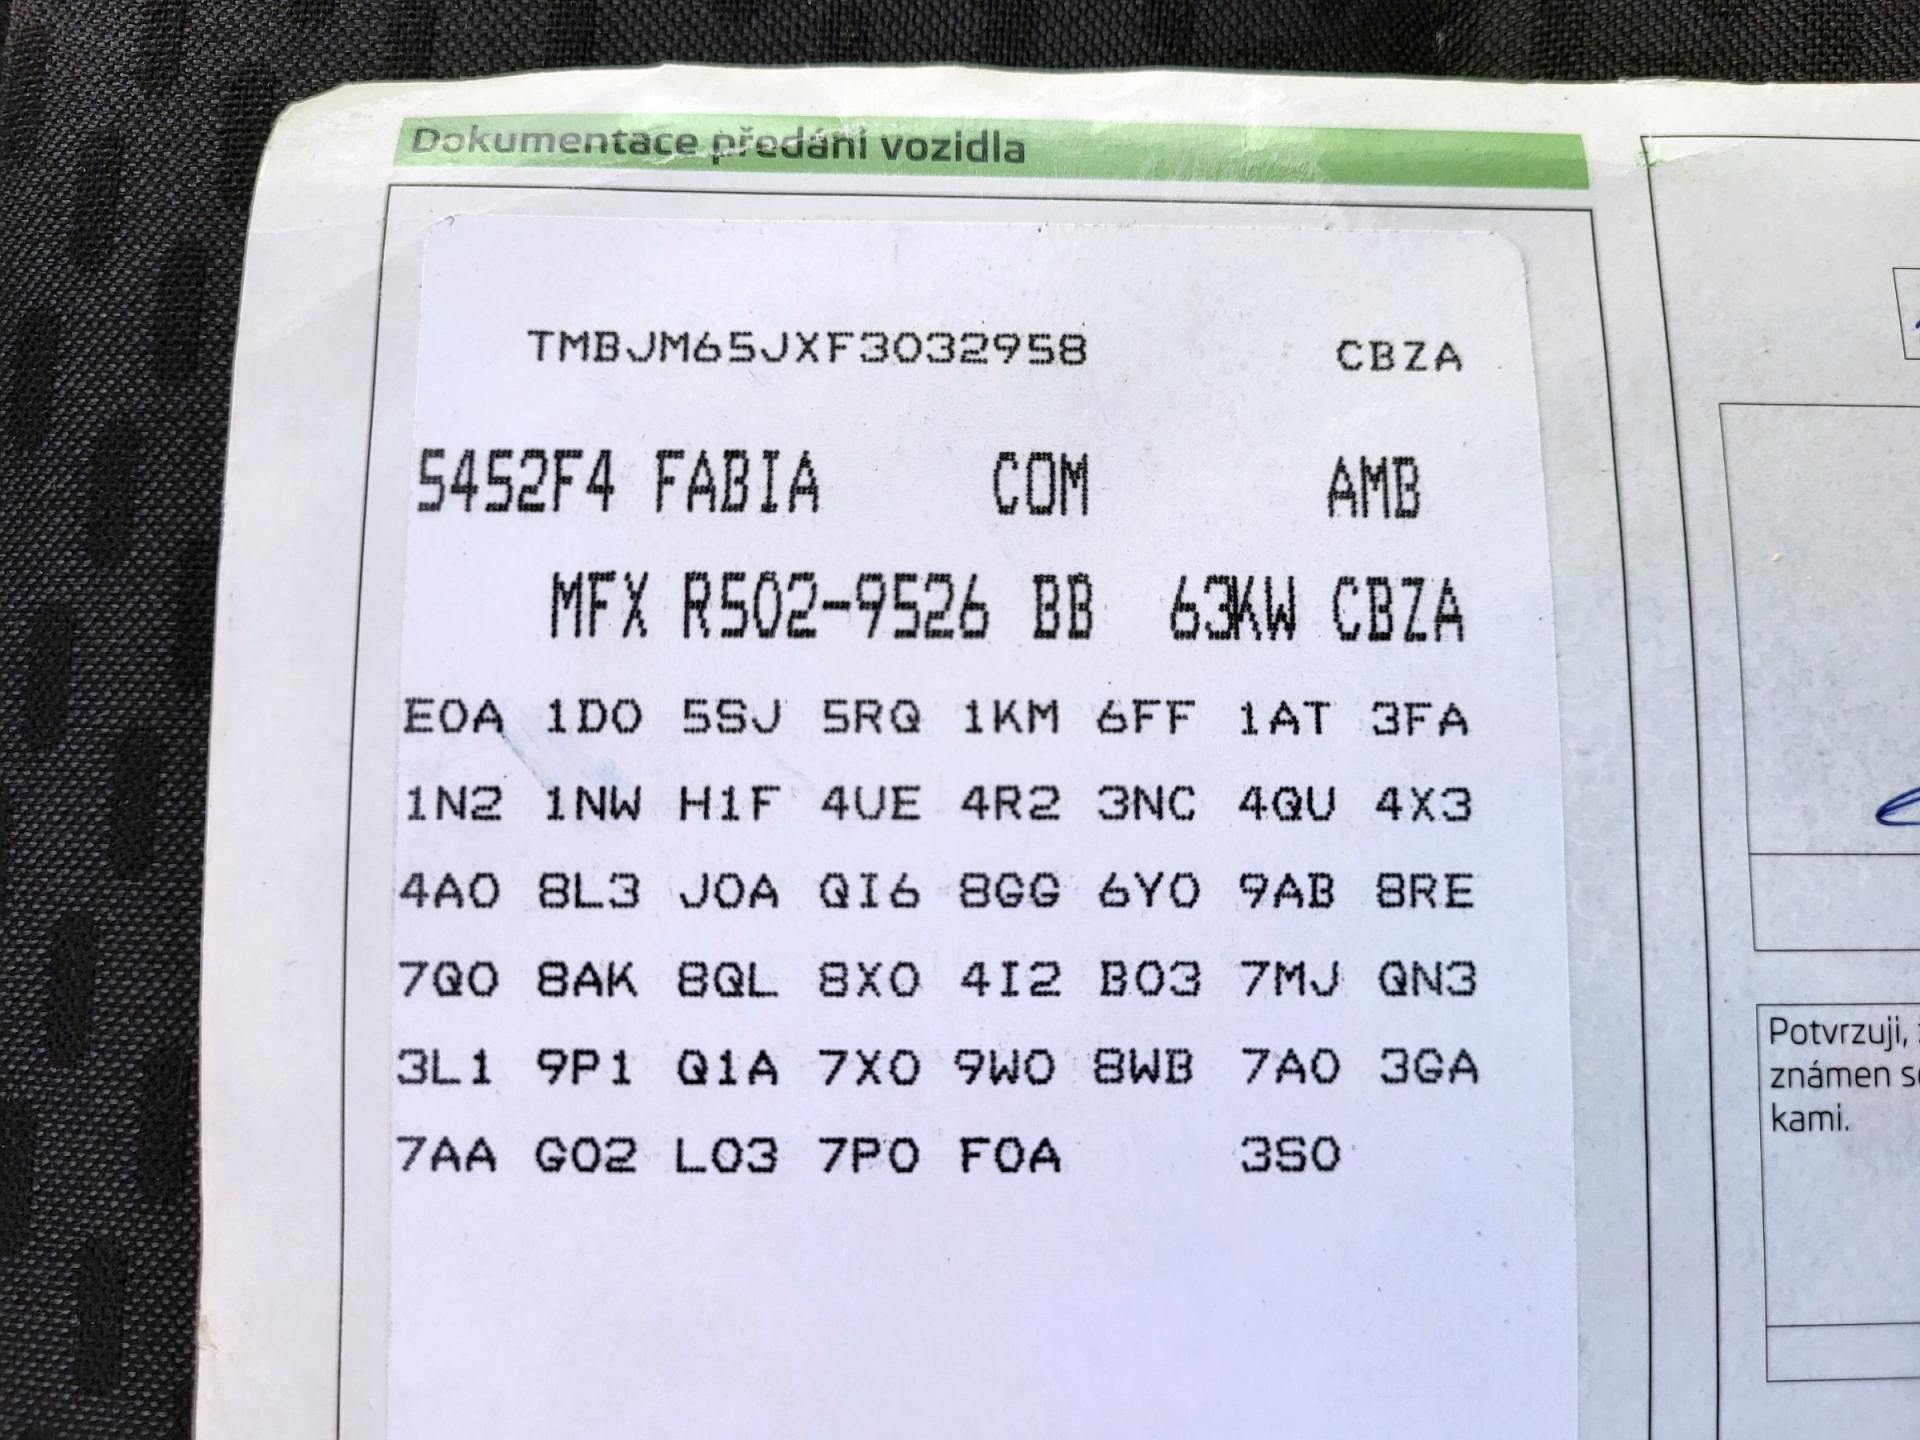 Dokumentace předání vozidla
TMBJM65JXF3032958 CBZA
5452F4 FABIA COM AMB
MFX R502-9526 BB 63KW CBZA
E0A 1D0 5SJ 5RQ 1KM 6FF 1AT 3FA
1N2 1NW H1F 4UE 4R2 3NC 4QU 4X3
4A0 8L3 J0A QI6 8GG 6Y0 9AB 8RE
7Q0 8AK 8QL 8X0 4I2 B03 7MJ QN3
3L1 9P1 Q1A 7X0 9W0 8WB 7A0 3GA
7AA G02 L03 7P0 F0A 3S0
Potvrzuji,
známen
kami.